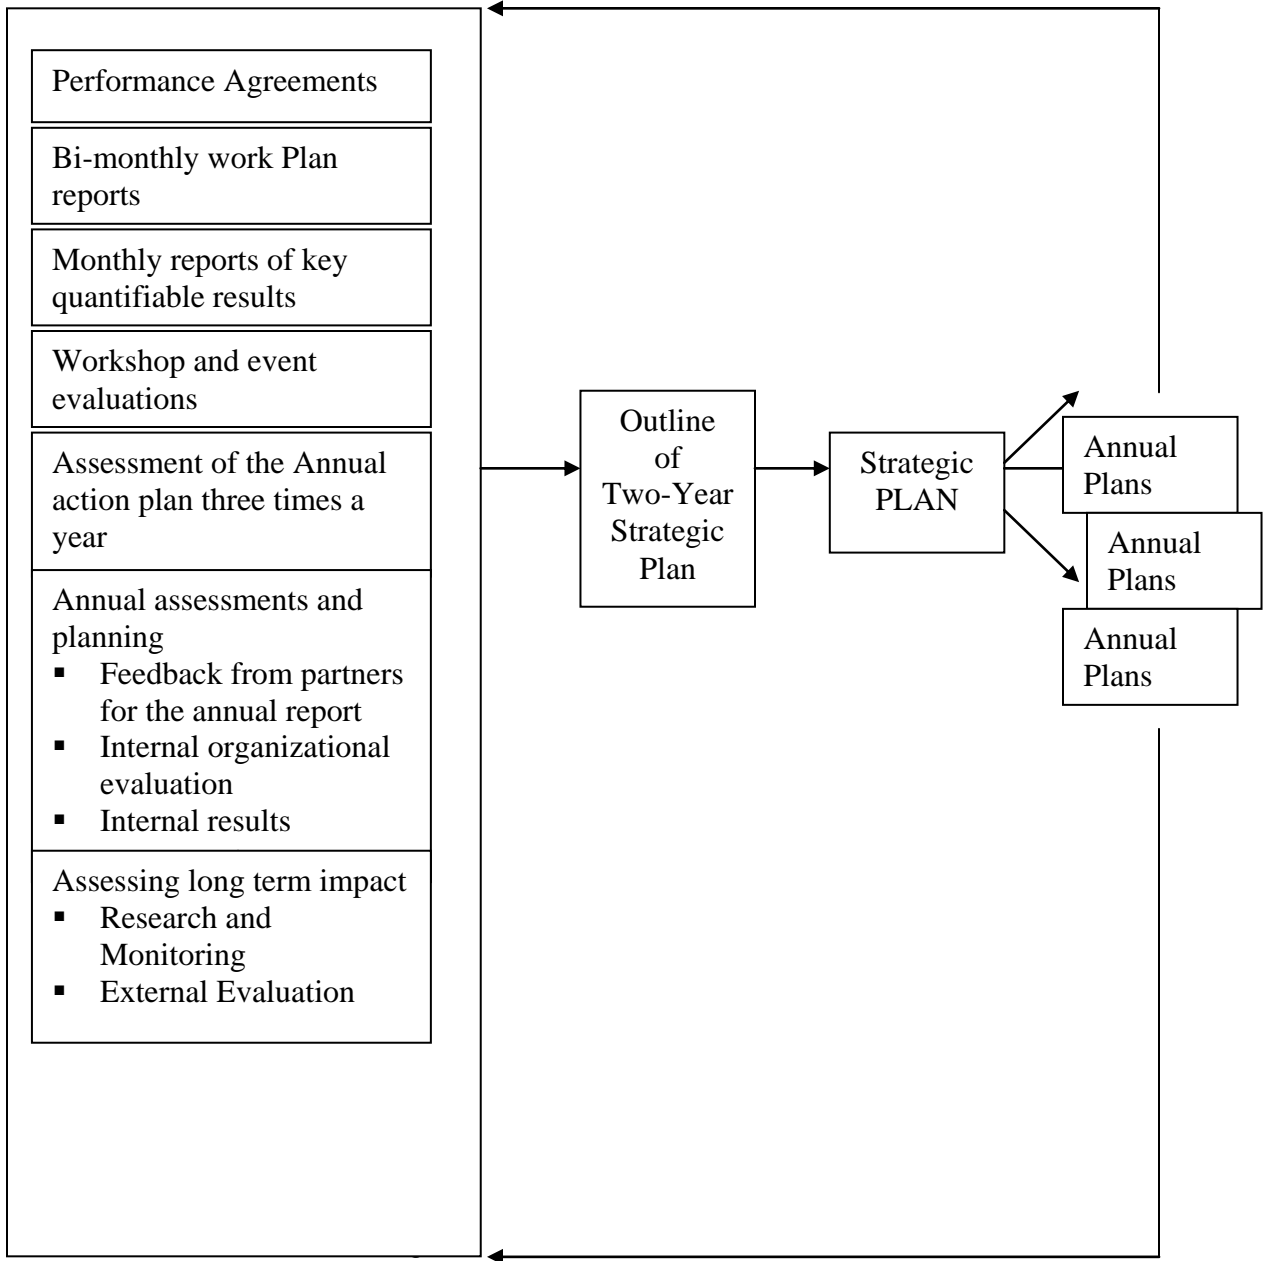 Performance Agreements
Bi-monthly work Plan
reports
Monthly reports of key
quantifiable results
Workshop and event
evaluations
Assessment of the Annual
action plan three times a
year
Annual assessments and
planning
▪ Feedback from partners
for the annual report
▪ Internal organizational
evaluation
▪ Internal results
Assessing long term impact
▪ Research and
Monitoring
▪ External Evaluation
Outline
of
Two-Year
Strategic
Plan
Strategic
PLAN
Annual
Plans
Annual
Plans
Annual
Plans